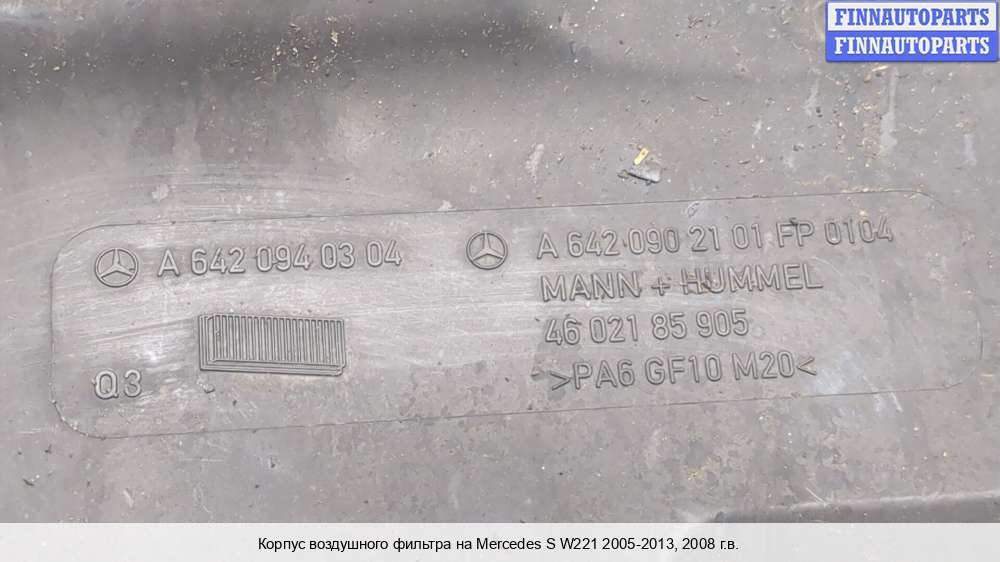 FINNAUTOPARTS
FINNAUTOPARTS
A 642 094 03 04
A 642 090 21 01 FP 0104
MANN + HUMMEL
46 021 85 905
>PA6 GF10 M20<
Q3
Корпус воздушного фильтра на Mercedes S W221 2005-2013, 2008 г.в.